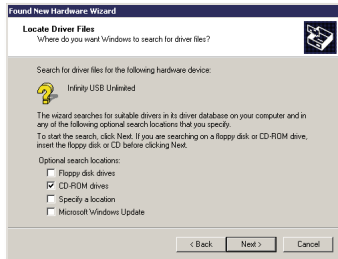 Found New Hardware Wizard
Locate Driver Files
Where do you want Windows to search for driver files?
Search for driver files for the following hardware device:
Infinity USB Unlimited
The wizard searches for suitable drivers in its driver database on your computer and in
any of the following optional search locations that you specify.
To start the search, click Next. If you are searching on a floppy disk or CD-ROM drive,
insert the floppy disk or CD before clicking Next.
Optional search locations:
Floppy disk drives
CD-ROM drives
Specify a location
Microsoft Windows Update
< Back Next > Cancel